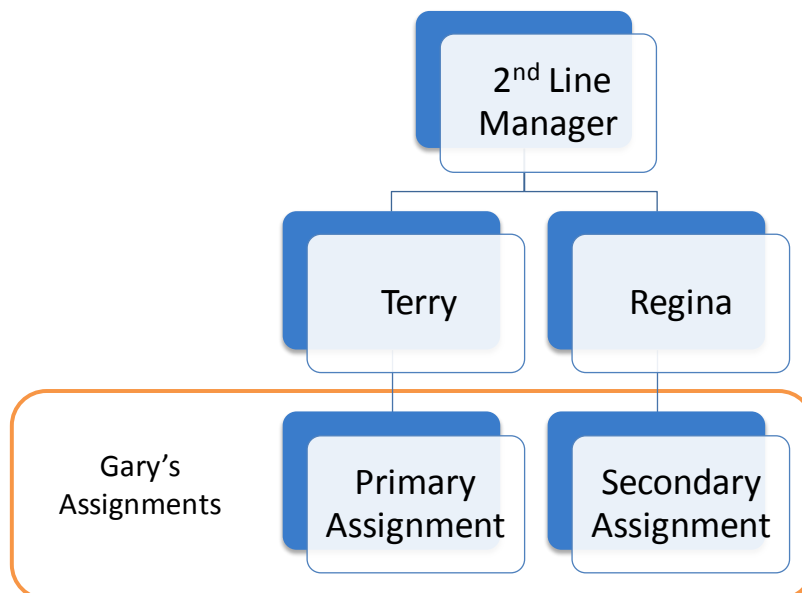 2nd Line
Manager
Terry
Regina
Gary's
Assignments
Primary
Assignment
Secondary
Assignment